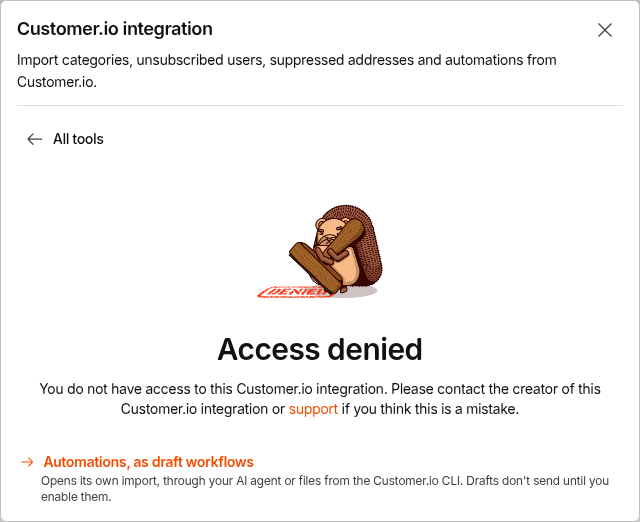 Customer.io integration
Import categories, unsubscribed users, suppressed addresses and automations from
Customer.io.
All tools
DENIED
Access denied
You do not have access to this Customer.io integration. Please contact the creator of this
Customer.io integration or support if you think this is a mistake.
Automations, as draft workflows
Opens its own import, through your AI agent or files from the Customer.io CLI. Drafts don't send until you
enable them.